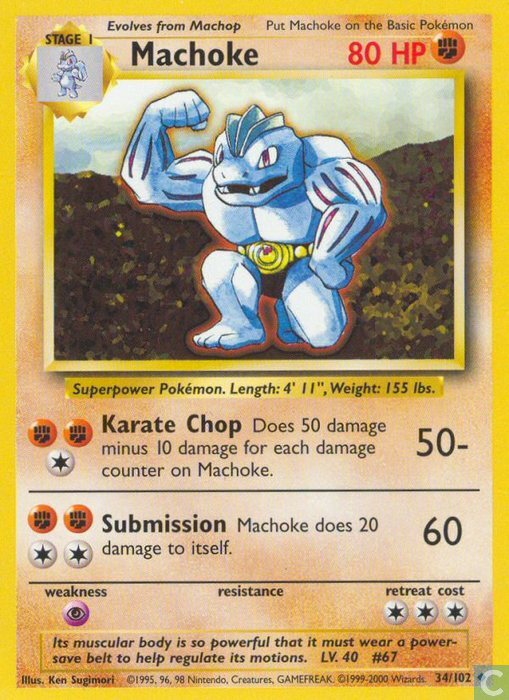 Evolves from Machop Put Machoke on the Basic Pokémon
STAGE 1
Machoke 80 HP
Superpower Pokémon. Length: 4' 11", Weight: 155 lbs.
Karate Chop Does 50 damage
minus 10 damage for each damage
counter on Machoke.
50-
Submission Machoke does 20
damage to itself.
60
weakness resistance retreat cost
Its muscular body is so powerful that it must wear a power-
save belt to help regulate its motions. LV. 40 #67
Illus. Ken Sugimori ©1995, 96, 98 Nintendo, Creatures, GAMEFREAK. ©1999-2000 Wizards. 34/102
C